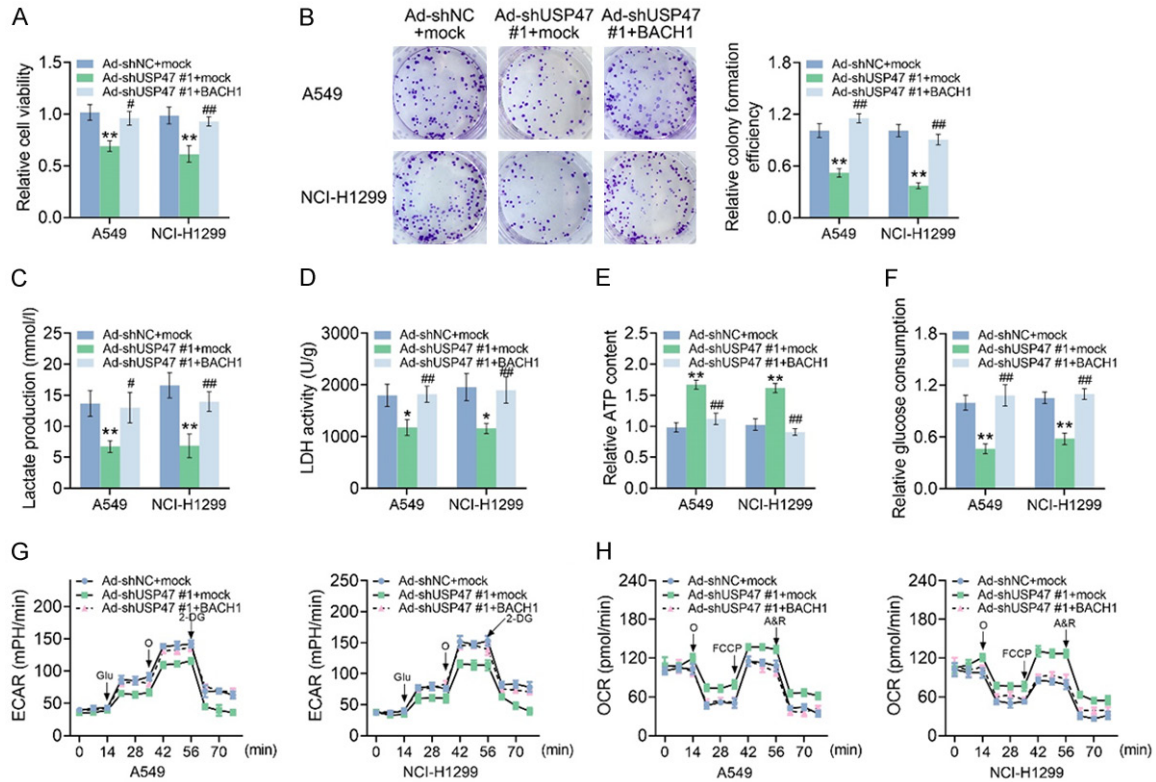 A
Ad-shNC+mock
Ad-shUSP47 #1+mock
Ad-shUSP47 #1+BACH1
Relative cell viability
1.5
1.0
0.5
0.0
#
##
**
**
A549
NCI-H1299
B
Ad-shNC
+mock
Ad-shUSP47
#1+mock
Ad-shUSP47
#1+BACH1
A549
NCI-H1299
Ad-shNC+mock
Ad-shUSP47 #1+mock
Ad-shUSP47 #1+BACH1
Relative colony formation
efficiency
1.8
1.2
0.6
0.0
##
##
**
**
A549
NCI-H1299
C
Ad-shNC+mock
Ad-shUSP47 #1+mock
Ad-shUSP47 #1+BACH1
Lactate production (mmol/l)
25
20
15
10
5
0
#
##
**
**
A549
NCI-H1299
D
Ad-shNC+mock
Ad-shUSP47 #1+mock
Ad-shUSP47 #1+BACH1
LDH activity (U/g)
3000
2000
1000
0
##
##
*
*
A549
NCI-H1299
E
Ad-shNC+mock
Ad-shUSP47 #1+mock
Ad-shUSP47 #1+BACH1
Relative ATP content
2.5
2.0
1.5
1.0
0.5
0.0
**
**
##
##
A549
NCI-H1299
F
Ad-shNC+mock
Ad-shUSP47 #1+mock
Ad-shUSP47 #1+BACH1
Relative glucose consumption
1.8
1.2
0.6
0.0
##
##
**
**
A549
NCI-H1299
G
Ad-shNC+mock
Ad-shUSP47 #1+mock
Ad-shUSP47 #1+BACH1
ECAR (mPH/min)
200
150
100
50
0
Glu
O
2-DG
0 14 28 42 56 70 (min)
A549
Ad-shNC+mock
Ad-shUSP47 #1+mock
Ad-shUSP47 #1+BACH1
ECAR (mPH/min)
250
200
150
100
50
0
Glu
O
2-DG
0 14 28 42 56 70 (min)
NCI-H1299
H
Ad-shNC+mock
Ad-shUSP47 #1+mock
Ad-shUSP47 #1+BACH1
OCR (pmol/min)
240
180
120
60
0
O
FCCP
A&R
0 14 28 42 56 70 (min)
A549
Ad-shNC+mock
Ad-shUSP47 #1+mock
Ad-shUSP47 #1+BACH1
OCR (pmol/min)
240
180
120
60
0
O
FCCP
A&R
0 14 28 42 56 70 (min)
NCI-H1299